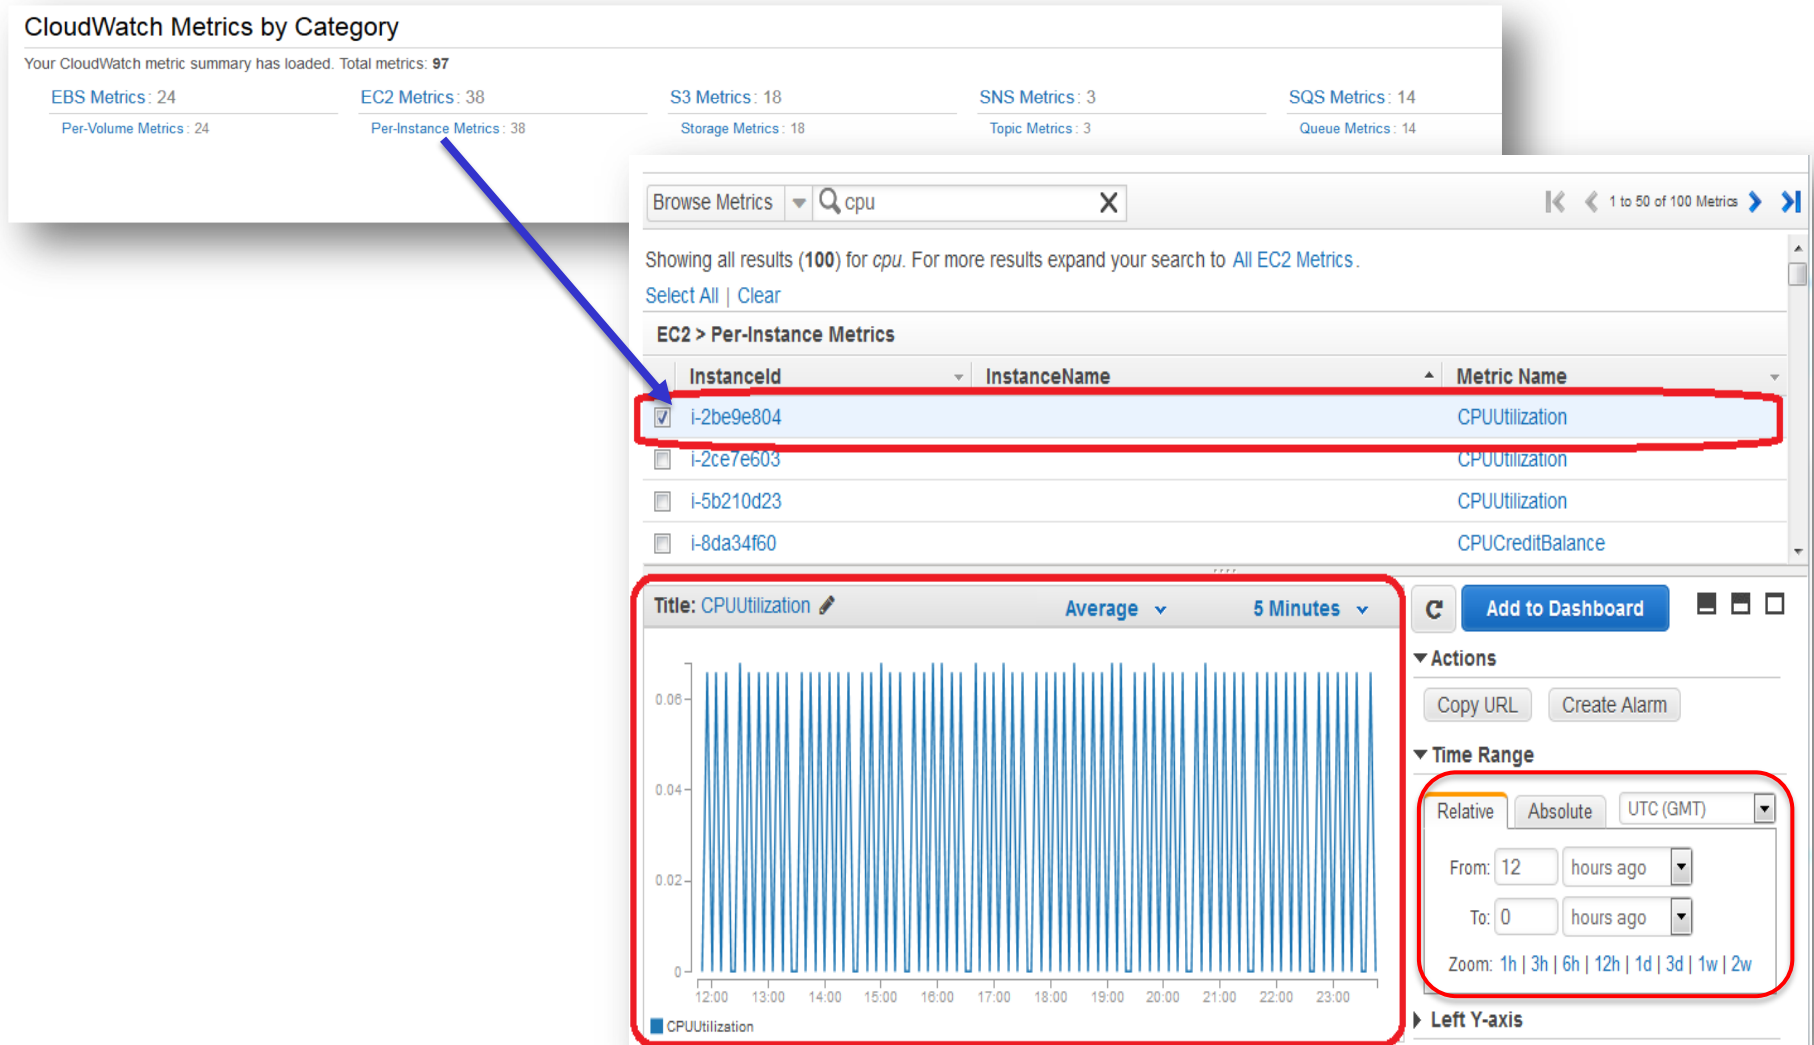 CloudWatch Metrics by Category
Your CloudWatch metric summary has loaded. Total metrics: 97
EBS Metrics : 24
Per-Volume Metrics : 24
EC2 Metrics : 38
Per-Instance Metrics : 38
S3 Metrics : 18
Storage Metrics : 18
SNS Metrics : 3
Topic Metrics : 3
SQS Metrics : 14
Queue Metrics : 14
Browse Metrics cpu X 1 to 50 of 100 Metrics
Showing all results (100) for cpu. For more results expand your search to All EC2 Metrics.
Select All | Clear
EC2 > Per-Instance Metrics
InstanceId InstanceName Metric Name
i-2be9e804 CPUUtilization
i-2ce7e603 CPUUtilization
i-5b210d23 CPUUtilization
i-8da34f60 CPUCreditBalance
Title: CPUUtilization Average 5 Minutes
0.06
0.04
0.02
0
12:00 13:00 14:00 15:00 16:00 17:00 18:00 19:00 20:00 21:00 22:00 23:00
CPUUtilization
Add to Dashboard
Actions
Copy URL Create Alarm
Time Range
Relative Absolute UTC (GMT)
From: 12 hours ago
To: 0 hours ago
Zoom: 1h | 3h | 6h | 12h | 1d | 3d | 1w | 2w
Left Y-axis